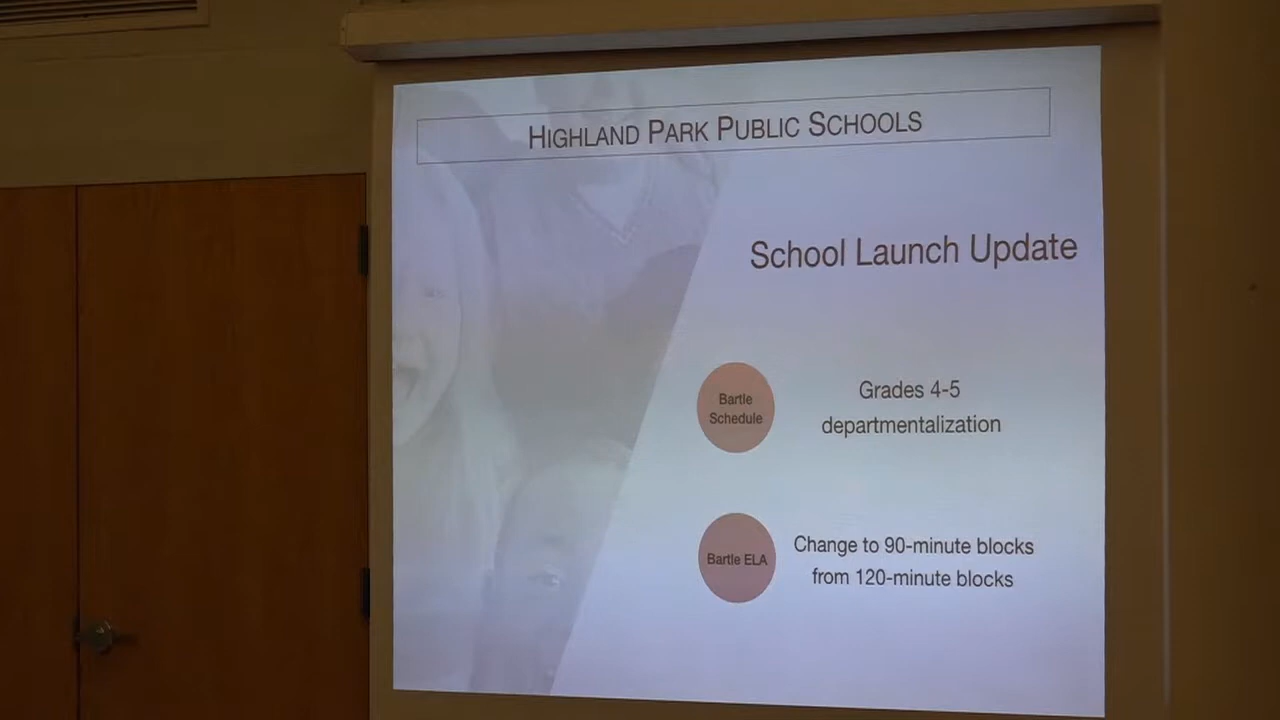 HIGHLAND PARK PUBLIC SCHOOLS
School Launch Update
Bartle
Schedule
Grades 4-5
departmentalization
Bartle ELA
Change to 90-minute blocks
from 120-minute blocks